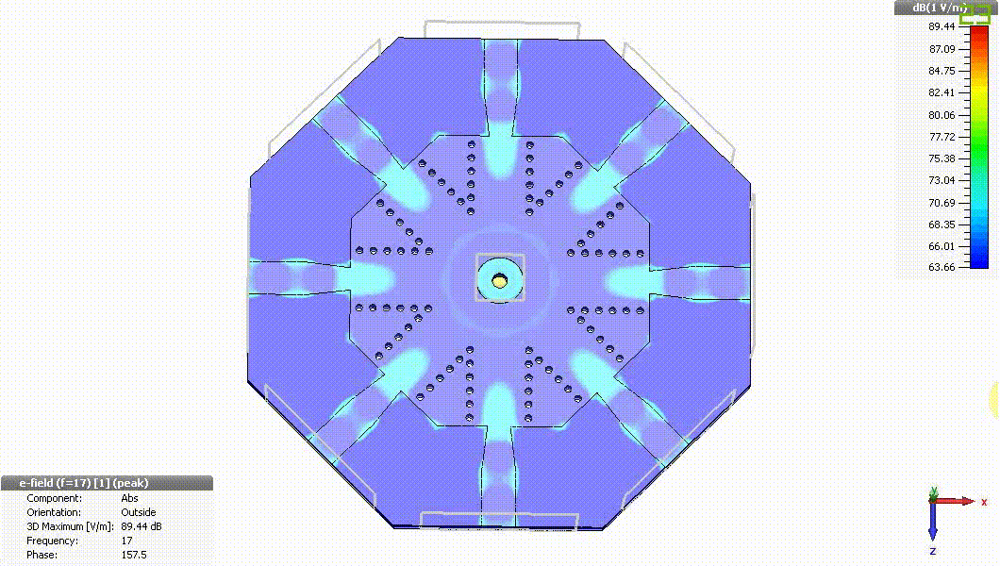 dB(1 V/m)
89.44
87.09
84.75
82.41
80.06
77.72
75.38
73.04
70.69
68.35
66.01
63.66
e-field (f=17) [1] (peak)
Component: Abs
Orientation: Outside
3D Maximum [V/m]: 89.44 dB
Frequency: 17
Phase: 157.5
y
x
z